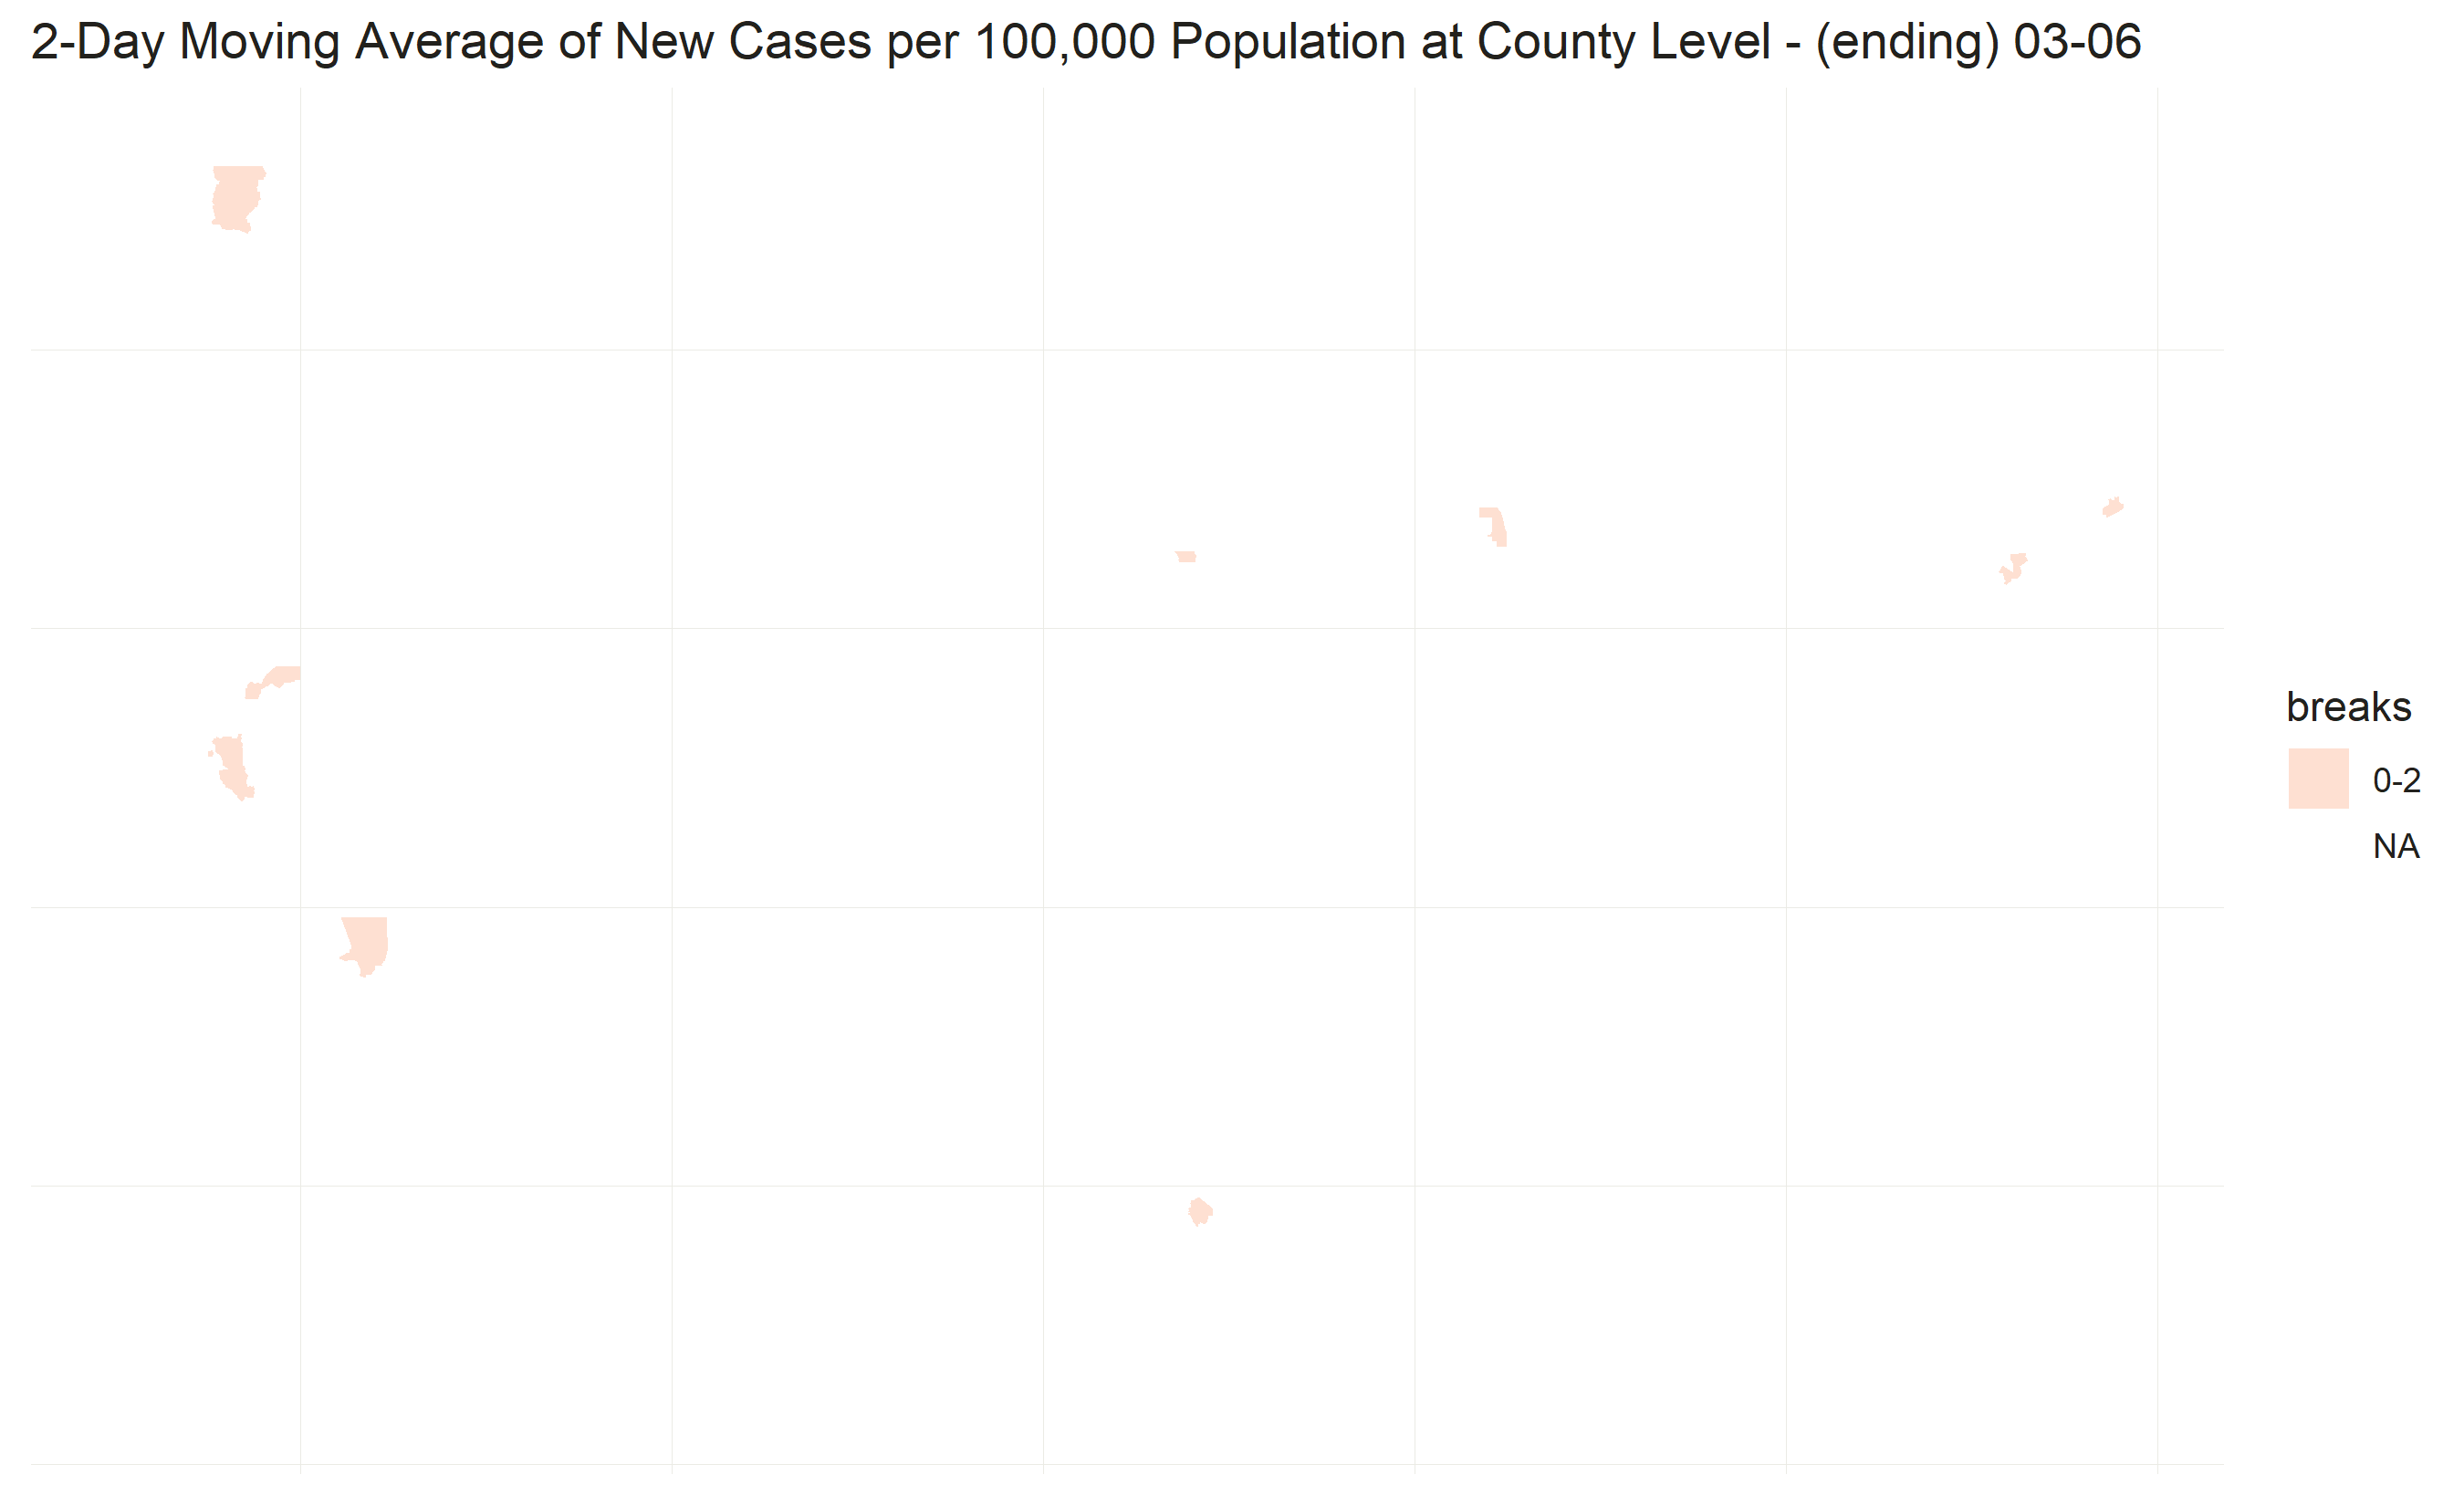 2-Day Moving Average of New Cases per 100,000 Population at County Level - (ending) 03-06
breaks
0-2
NA